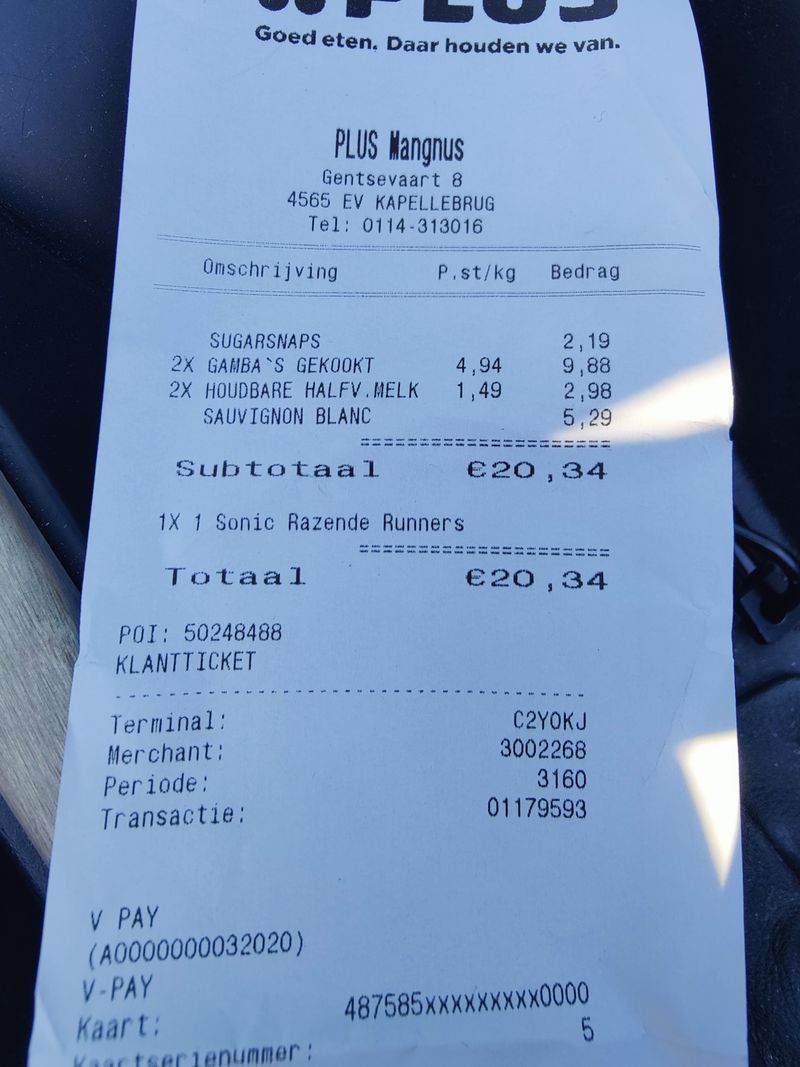 PLUS
Goed eten. Daar houden we van.
PLUS Mangnus
Gentsevaart 8
4565 EV KAPELLEBRUG
Tel: 0114-313016
Omschrijving P.st/kg Bedrag
SUGARSNAPS 2,19
2X GAMBA`S GEKOOKT 4,94 9,88
2X HOUDBARE HALFV.MELK 1,49 2,98
SAUVIGNON BLANC 5,29
Subtotaal €20,34
1X 1 Sonic Razende Runners
Totaal €20,34
POI: 50248488
KLANTTICKET
Terminal: C2YOKJ
Merchant: 3002268
Periode: 3160
Transactie: 01179593
V PAY
(A0000000032020)
V-PAY
Kaart: 487585xxxxxxxxx0000
Kaartserienummer: 5